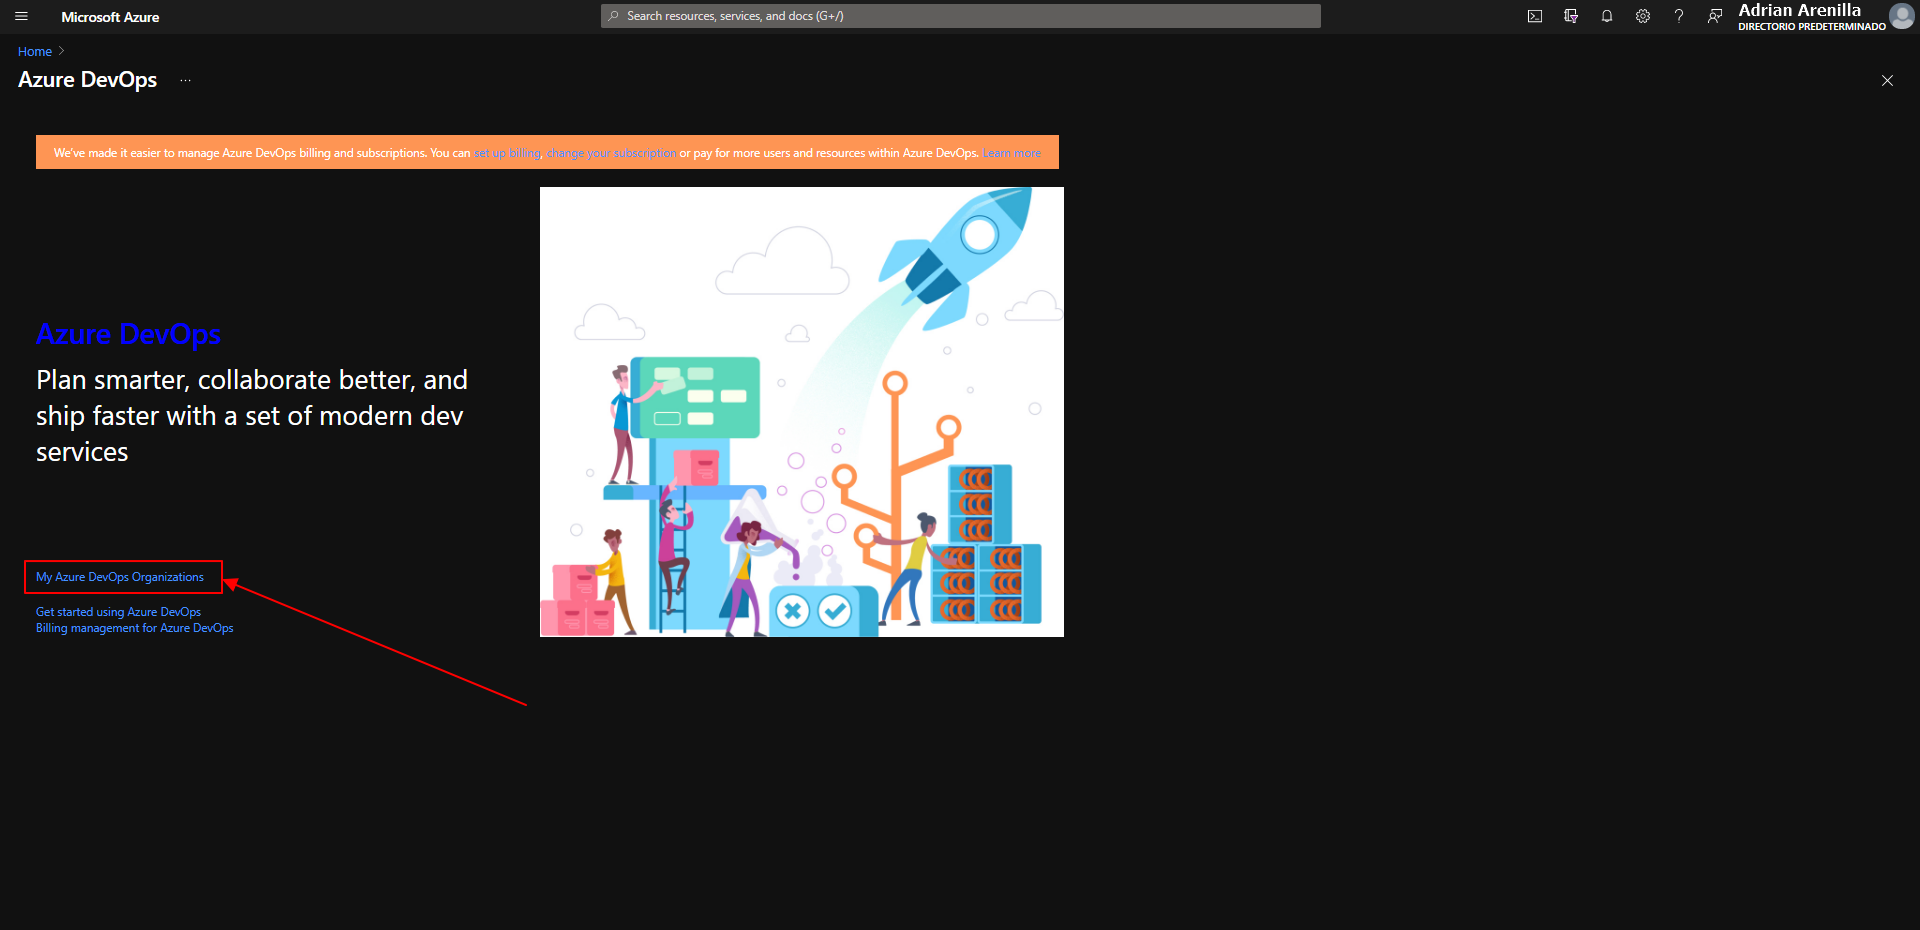 Microsoft Azure
Search resources, services, and docs (G+/)
Adrian Arenilla
DIRECTORIO PREDETERMINADO
Home
Azure DevOps
We've made it easier to manage Azure DevOps billing and subscriptions. You can set up billing, change your subscription or pay for more users and resources within Azure DevOps. Learn more
Azure DevOps
Plan smarter, collaborate better, and
ship faster with a set of modern dev
services
My Azure DevOps Organizations
Get started using Azure DevOps
Billing management for Azure DevOps